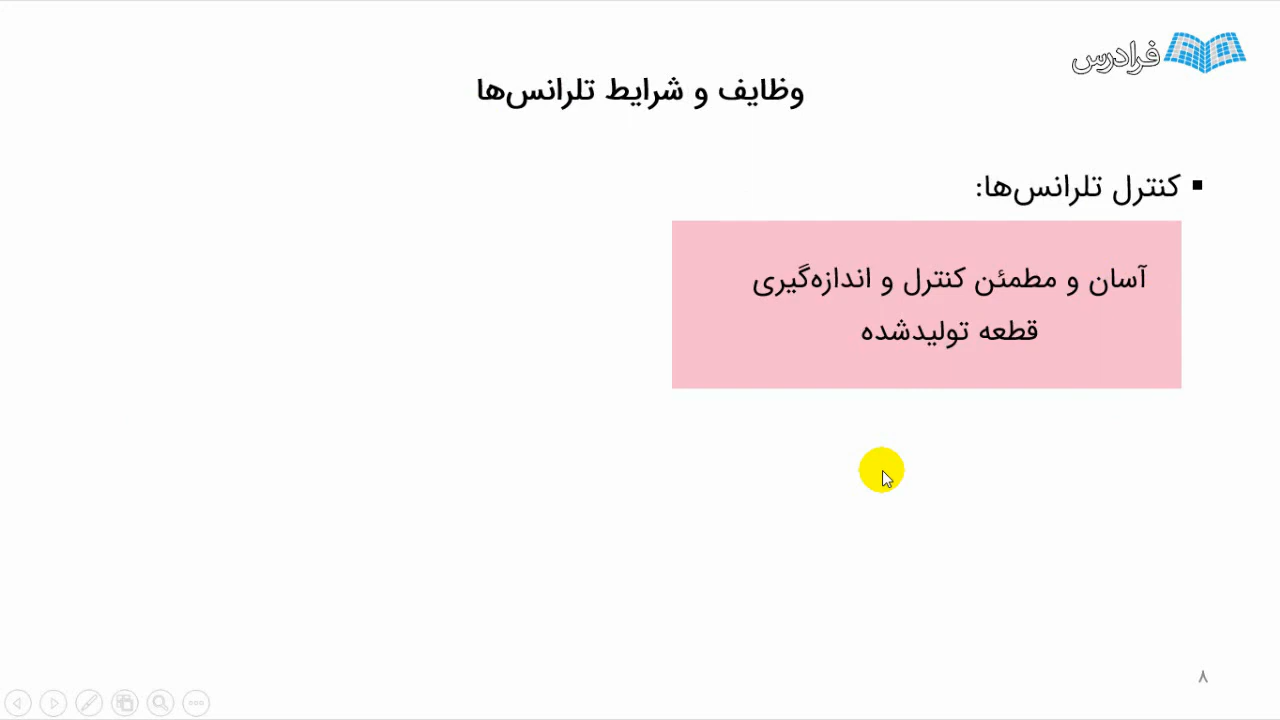 فرادرس
وظایف و شرایط تلرانس‌ها
▪ کنترل تلرانس‌ها:
آسان و مطمئن کنترل و اندازه‌گیری
قطعه تولیدشده
۸